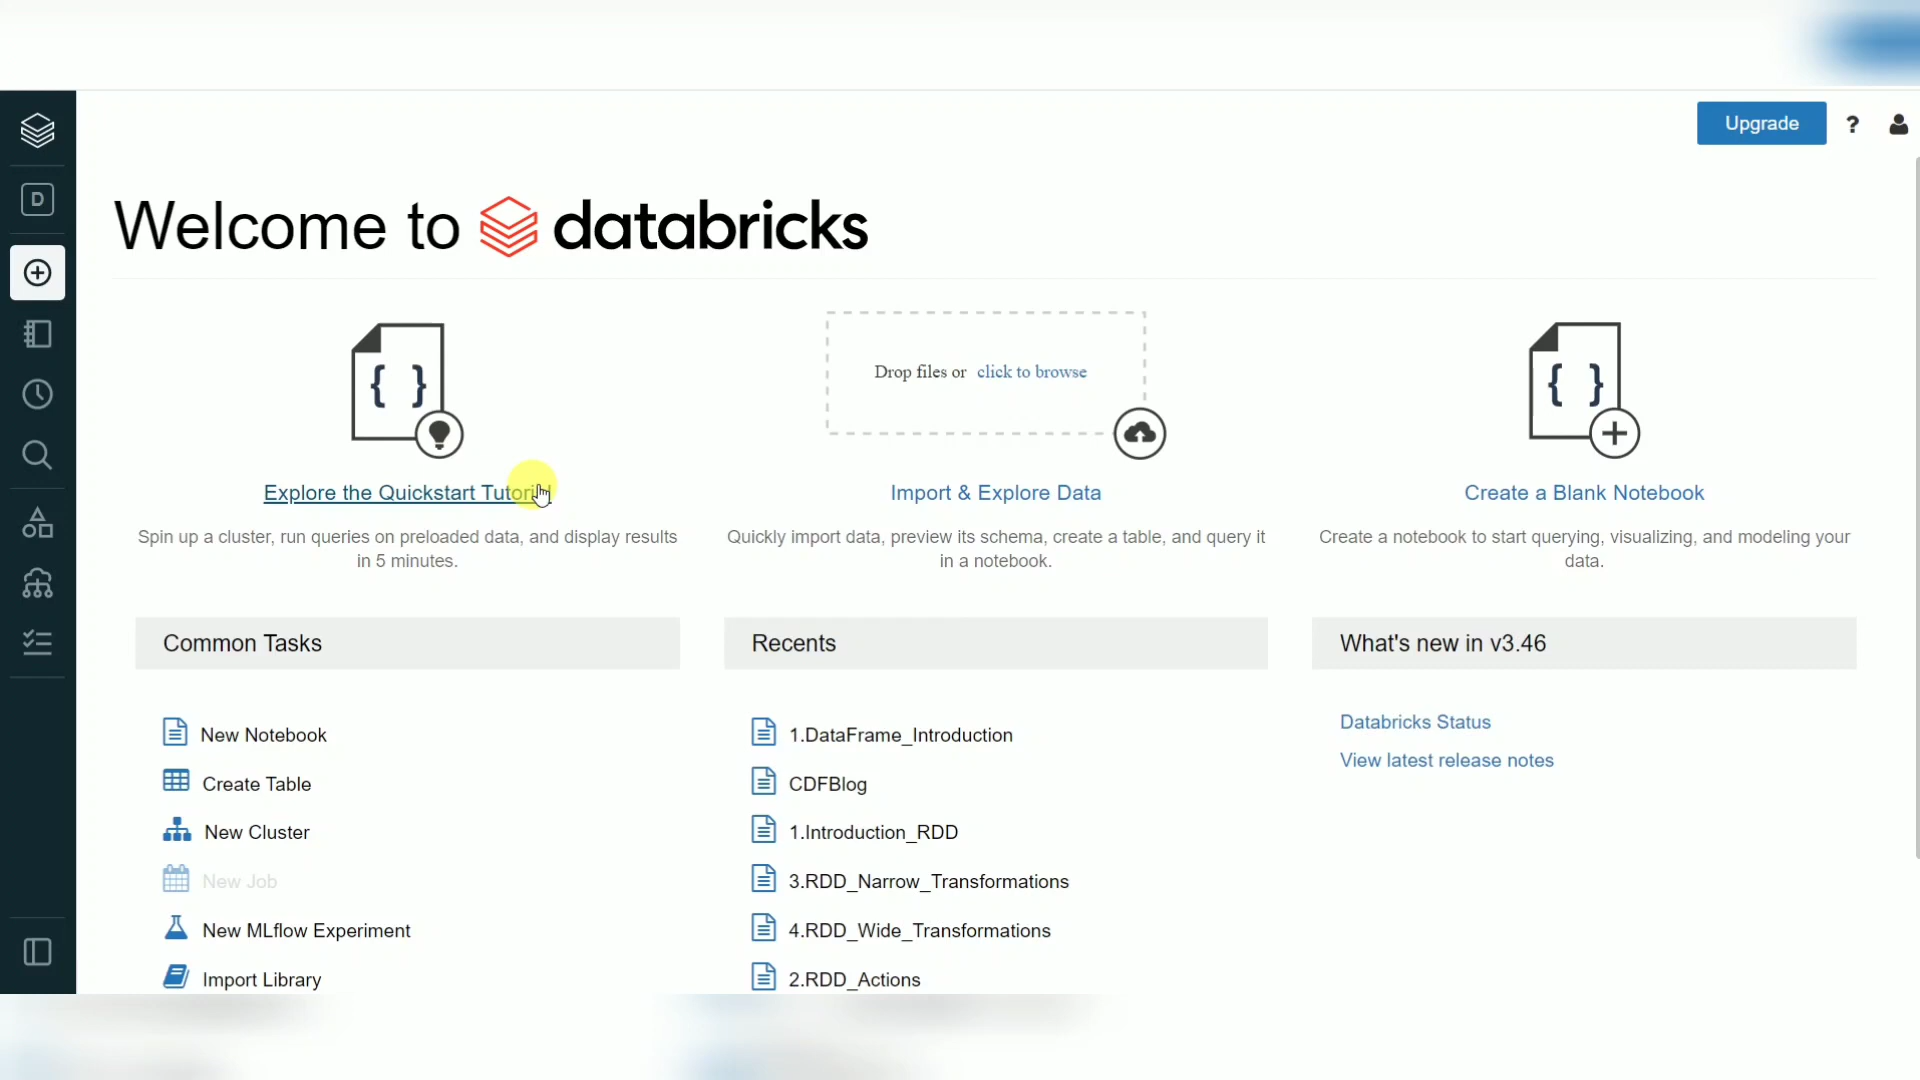 Upgrade ?
D
Welcome to databricks
{ }
Drop files or click to browse
{ }
Explore the Quickstart Tutorial
Import & Explore Data
Create a Blank Notebook
Spin up a cluster, run queries on preloaded data, and display results
in 5 minutes.
Quickly import data, preview its schema, create a table, and query it
in a notebook.
Create a notebook to start querying, visualizing, and modeling your
data.
Common Tasks
New Notebook
Create Table
New Cluster
New Job
New MLflow Experiment
Import Library
Recents
1.DataFrame_Introduction
CDFBlog
1.Introduction_RDD
3.RDD_Narrow_Transformations
4.RDD_Wide_Transformations
2.RDD_Actions
What's new in v3.46
Databricks Status
View latest release notes